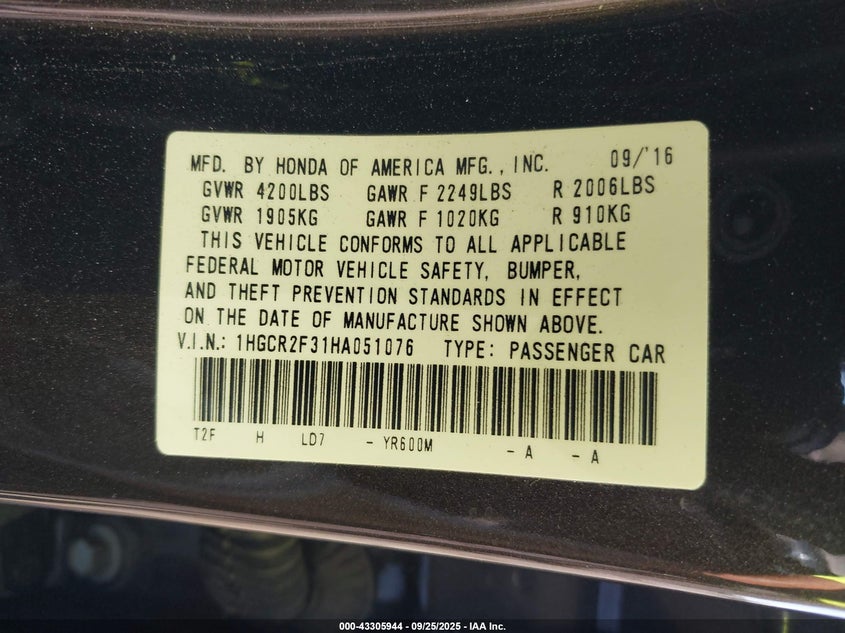 MFD. BY HONDA OF AMERICA MFG., INC. 09/'16
GVWR 4200LBS GAWR F 2249LBS R 2006LBS
GVWR 1905KG GAWR F 1020KG R 910KG
THIS VEHICLE CONFORMS TO ALL APPLICABLE
FEDERAL MOTOR VEHICLE SAFETY, BUMPER,
AND THEFT PREVENTION STANDARDS IN EFFECT
ON THE DATE OF MANUFACTURE SHOWN ABOVE.
V.I.N.: 1HGCR2F31HA051076 TYPE: PASSENGER CAR
T2F H LD7 - YR600M - A - A
000-43305944 - 09/25/2025 - IAA Inc.